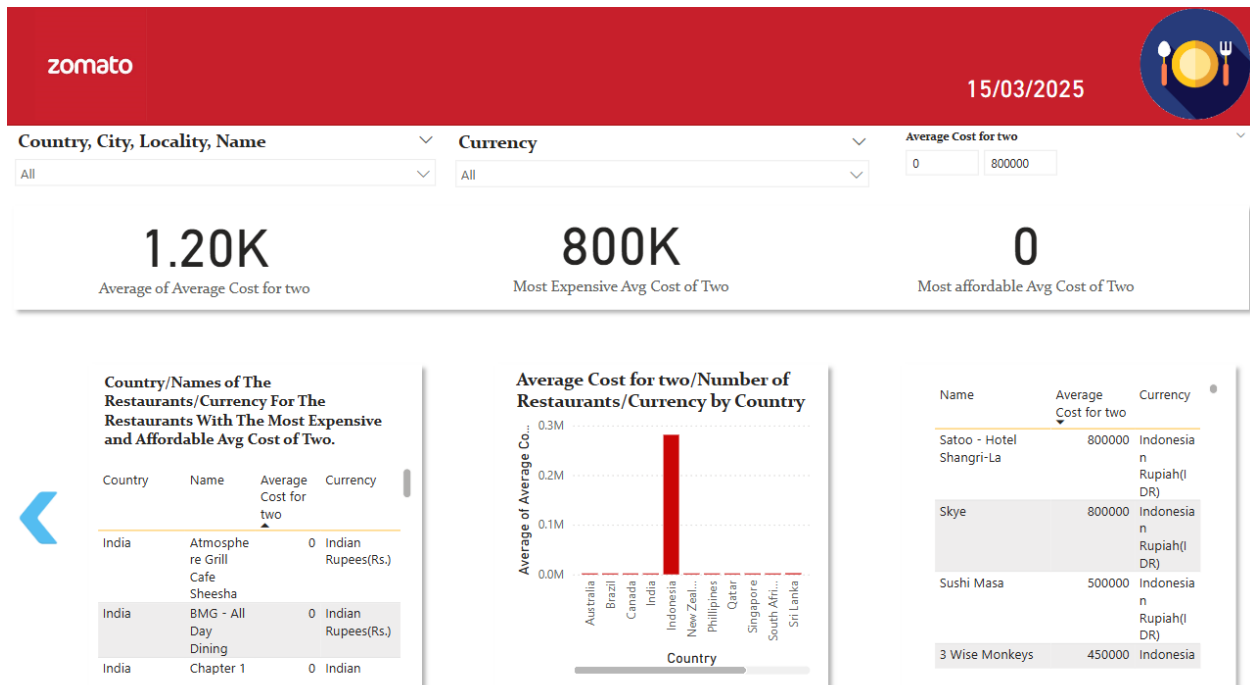 zomato
15/03/2025
Country, City, Locality, Name
All
Currency
All
Average Cost for two
0
800000
1.20K
Average of Average Cost for two
800K
Most Expensive Avg Cost of Two
0
Most affordable Avg Cost of Two
Country/Names of The
Restaurants/Currency For The
Restaurants With The Most Expensive
and Affordable Avg Cost of Two.
Country Name Average Currency
Cost for
two
India Atmosphe 0 Indian
re Grill Rupees(Rs.)
Cafe
Sheesha
India BMG - All 0 Indian
Day Rupees(Rs.)
Dining
India Chapter 1 0 Indian
Average Cost for two/Number of
Restaurants/Currency by Country
Average of Average Co...
0.3M
0.2M
0.1M
0.0M
Australia
Brazil
Canada
India
Indonesia
New Zeal...
Phillipines
Qatar
Singapore
South Afri...
Sri Lanka
Country
Name Average Currency
Cost for two
Satoo - Hotel 800000 Indonesia
Shangri-La n
Rupiah(I
DR)
Skye 800000 Indonesia
n
Rupiah(I
DR)
Sushi Masa 500000 Indonesia
n
Rupiah(I
DR)
3 Wise Monkeys 450000 Indonesia